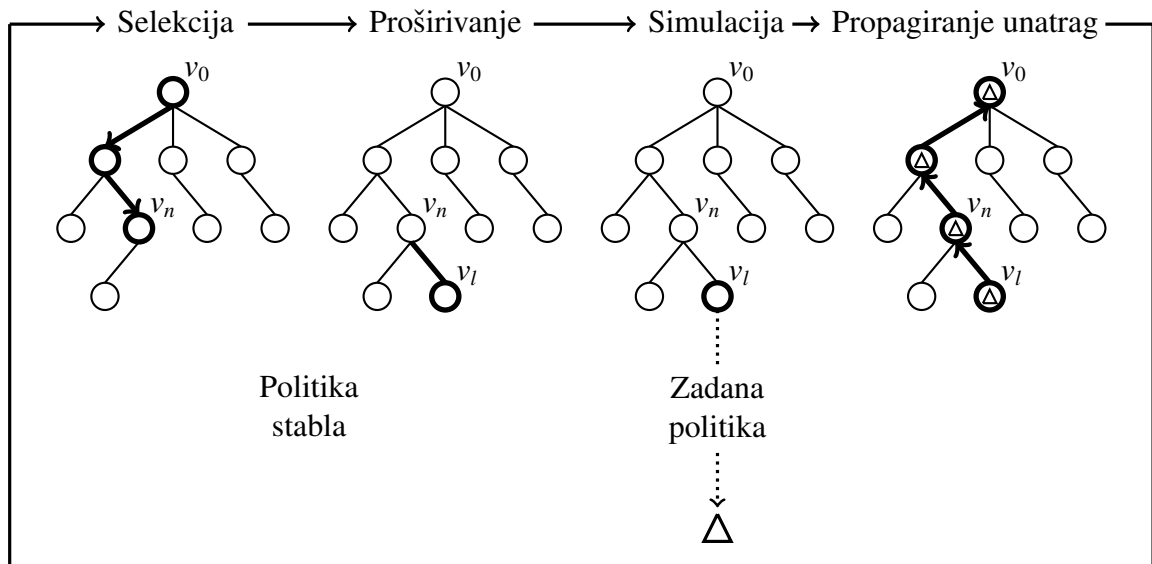 Selekcija Proširivanje Simulacija Propagiranje unatrag
v₀ v₀ v₀ v₀
vₙ vₙ vₙ vₙ
vₗ vₗ vₗ
Politika
stabla
Zadana
politika